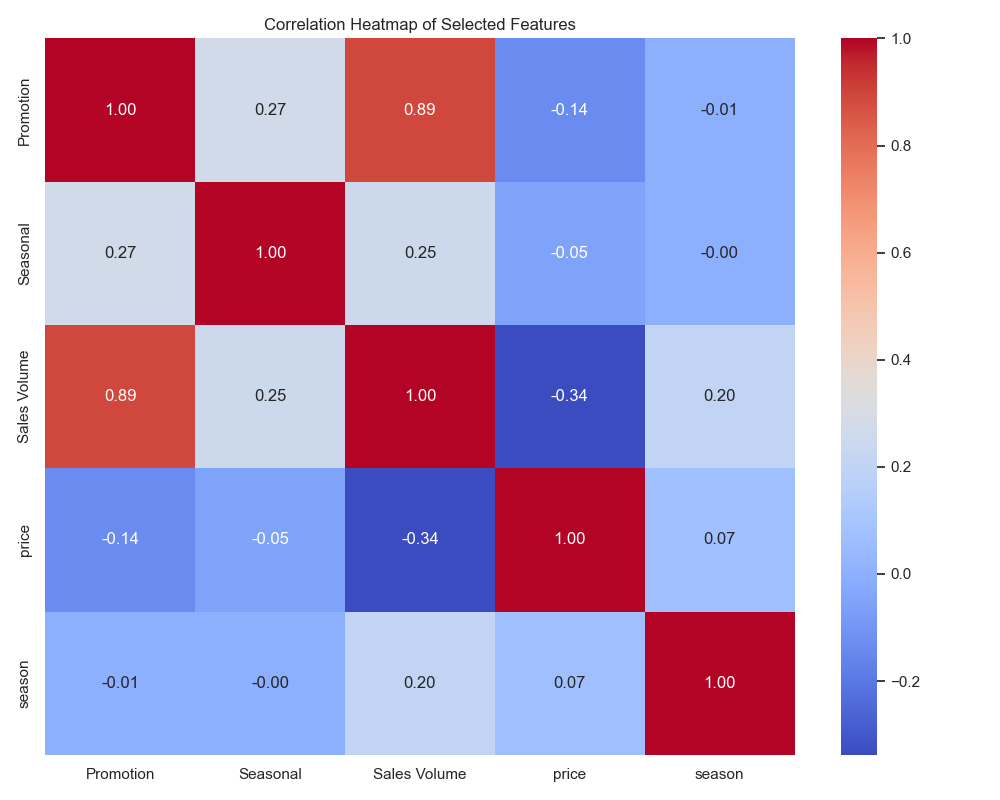 Correlation Heatmap of Selected Features
Promotion 1.00 0.27 0.89 -0.14 -0.01
Seasonal 0.27 1.00 0.25 -0.05 -0.00
Sales Volume 0.89 0.25 1.00 -0.34 0.20
price -0.14 -0.05 -0.34 1.00 0.07
season -0.01 -0.00 0.20 0.07 1.00
Promotion Seasonal Sales Volume price season
1.0
0.8
0.6
0.4
0.2
0.0
−0.2